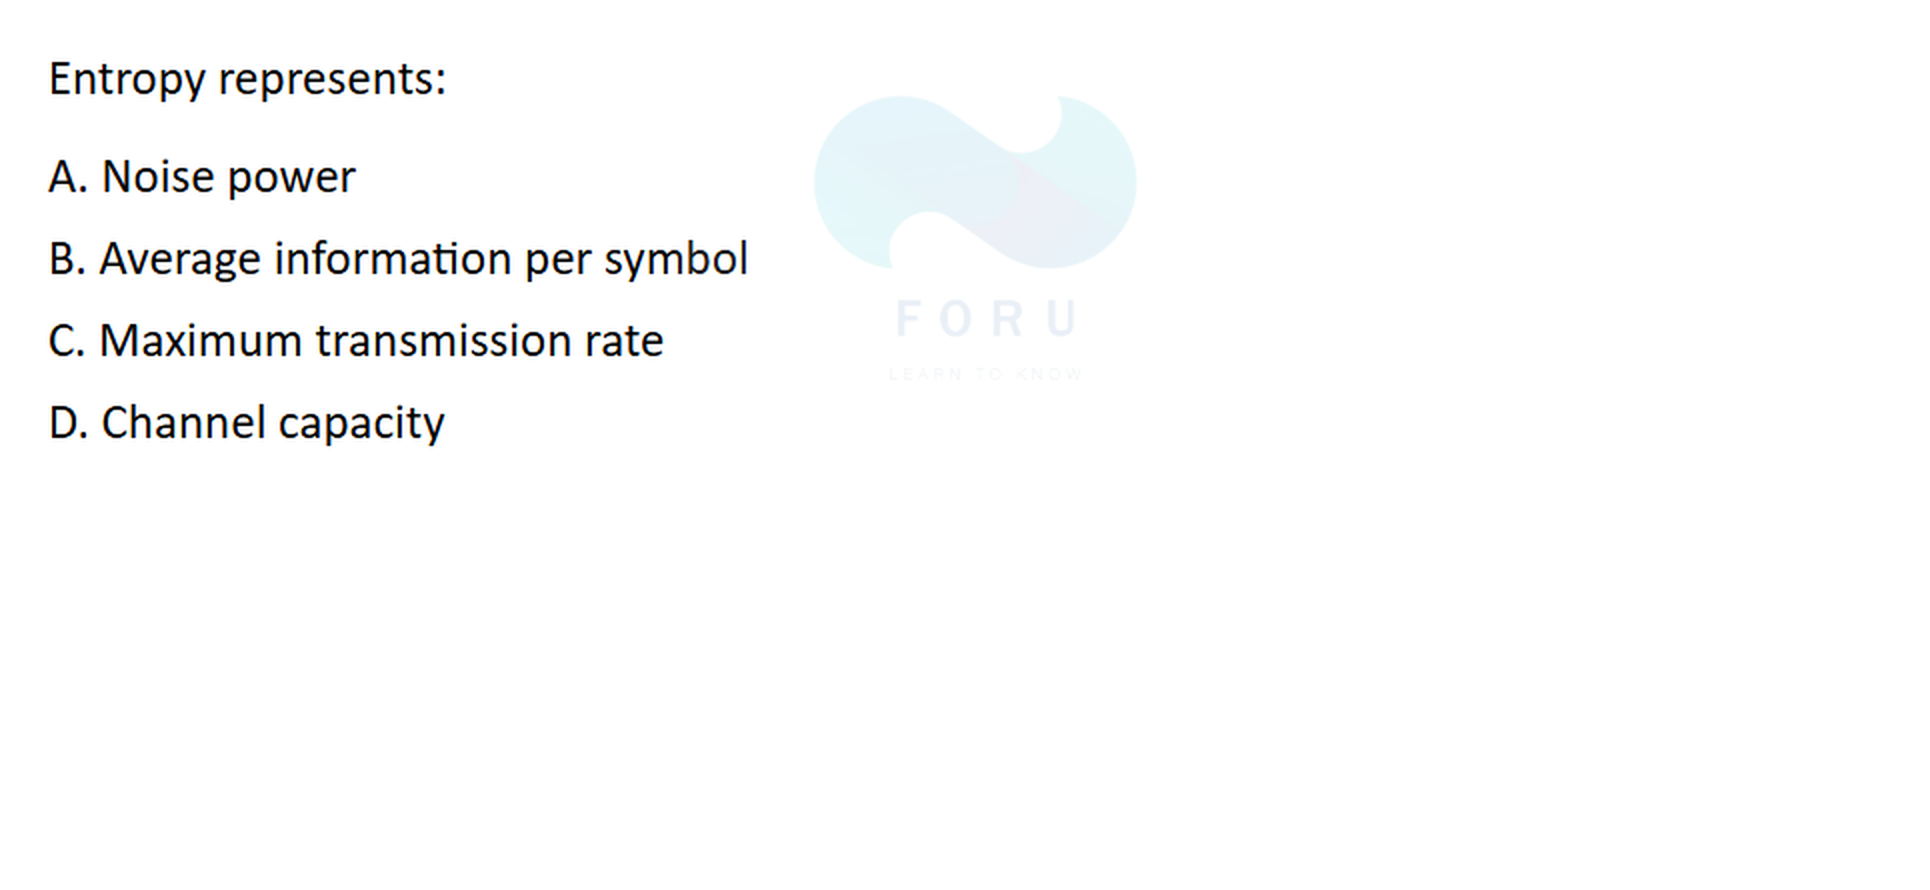 Entropy represents:
A. Noise power
B. Average information per symbol
C. Maximum transmission rate
D. Channel capacity
FORU
LEARN TO KNOW